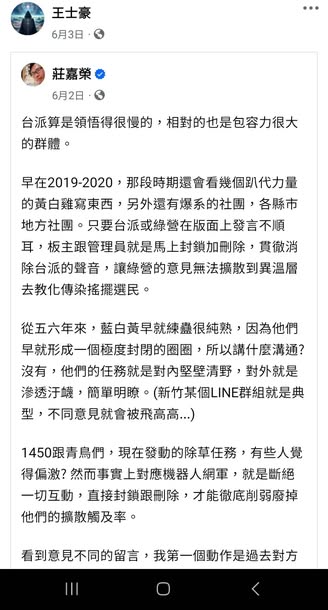 王士豪
6月3日 ·
莊嘉榮
6月2日 ·
台派算是領悟得很慢的，相對的也是包容力很大
的群體。
早在2019-2020，那段時期還會看幾個趴代力量
的黃白雞寫東西，另外還有爆系的社團，各縣市
地方社團。只要台派或綠營在版面上發言不順
耳，板主跟管理員就是馬上封鎖加刪除，貫徹消
除台派的聲音，讓綠營的意見無法擴散到異溫層
去教化傳染搖擺選民。
從五六年來，藍白黃早就練蠱很純熟，因為他們
早就形成一個極度封閉的圈圈，所以講什麼溝通?
沒有，他們的任務就是對內堅壁清野，對外就是
滲透汙衊，簡單明瞭。(新竹某個LINE群組就是典
型，不同意見就會被飛高高...)
1450跟青鳥們，現在發動的除草任務，有些人覺
得偏激? 然而事實上對應機器人網軍，就是斷絕
一切互動，直接封鎖跟刪除，才能徹底削弱廢掉
他們的擴散觸及率。
看到意見不同的留言，我第一個動作是過去對方